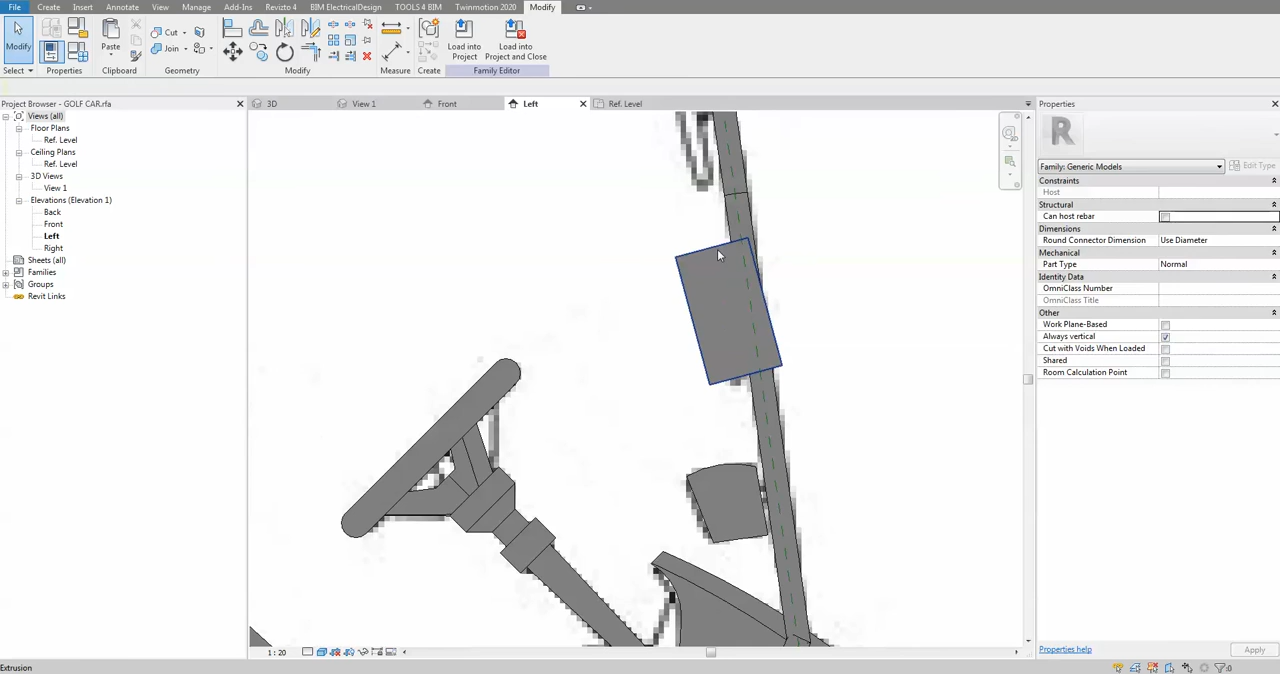 File Create Insert Annotate View Manage Add-Ins Revizto 4 BIM ElectricalDesign TOOLS 4 BIM Twinmotion 2020 Modify
Modify Paste Cut Join Load into Project Load into Project and Close
Select Properties Clipboard Geometry Modify Measure Create Family Editor
Project Browser - GOLF CAR.rfa
Views (all)
Floor Plans
Ref. Level
Ceiling Plans
Ref. Level
3D Views
View 1
Elevations (Elevation 1)
Back
Front
Left
Right
Sheets (all)
Families
Groups
Revit Links
3D View 1 Front Left Ref. Level
Properties
R
Family: Generic Models Edit Type
Constraints
Host
Structural
Can host rebar
Dimensions
Round Connector Dimension Use Diameter
Mechanical
Part Type Normal
Identity Data
OmniClass Number
OmniClass Title
Other
Work Plane-Based
Always vertical
Cut with Voids When Loaded
Shared
Room Calculation Point
Properties help Apply
1 : 20
Extrusion
:0